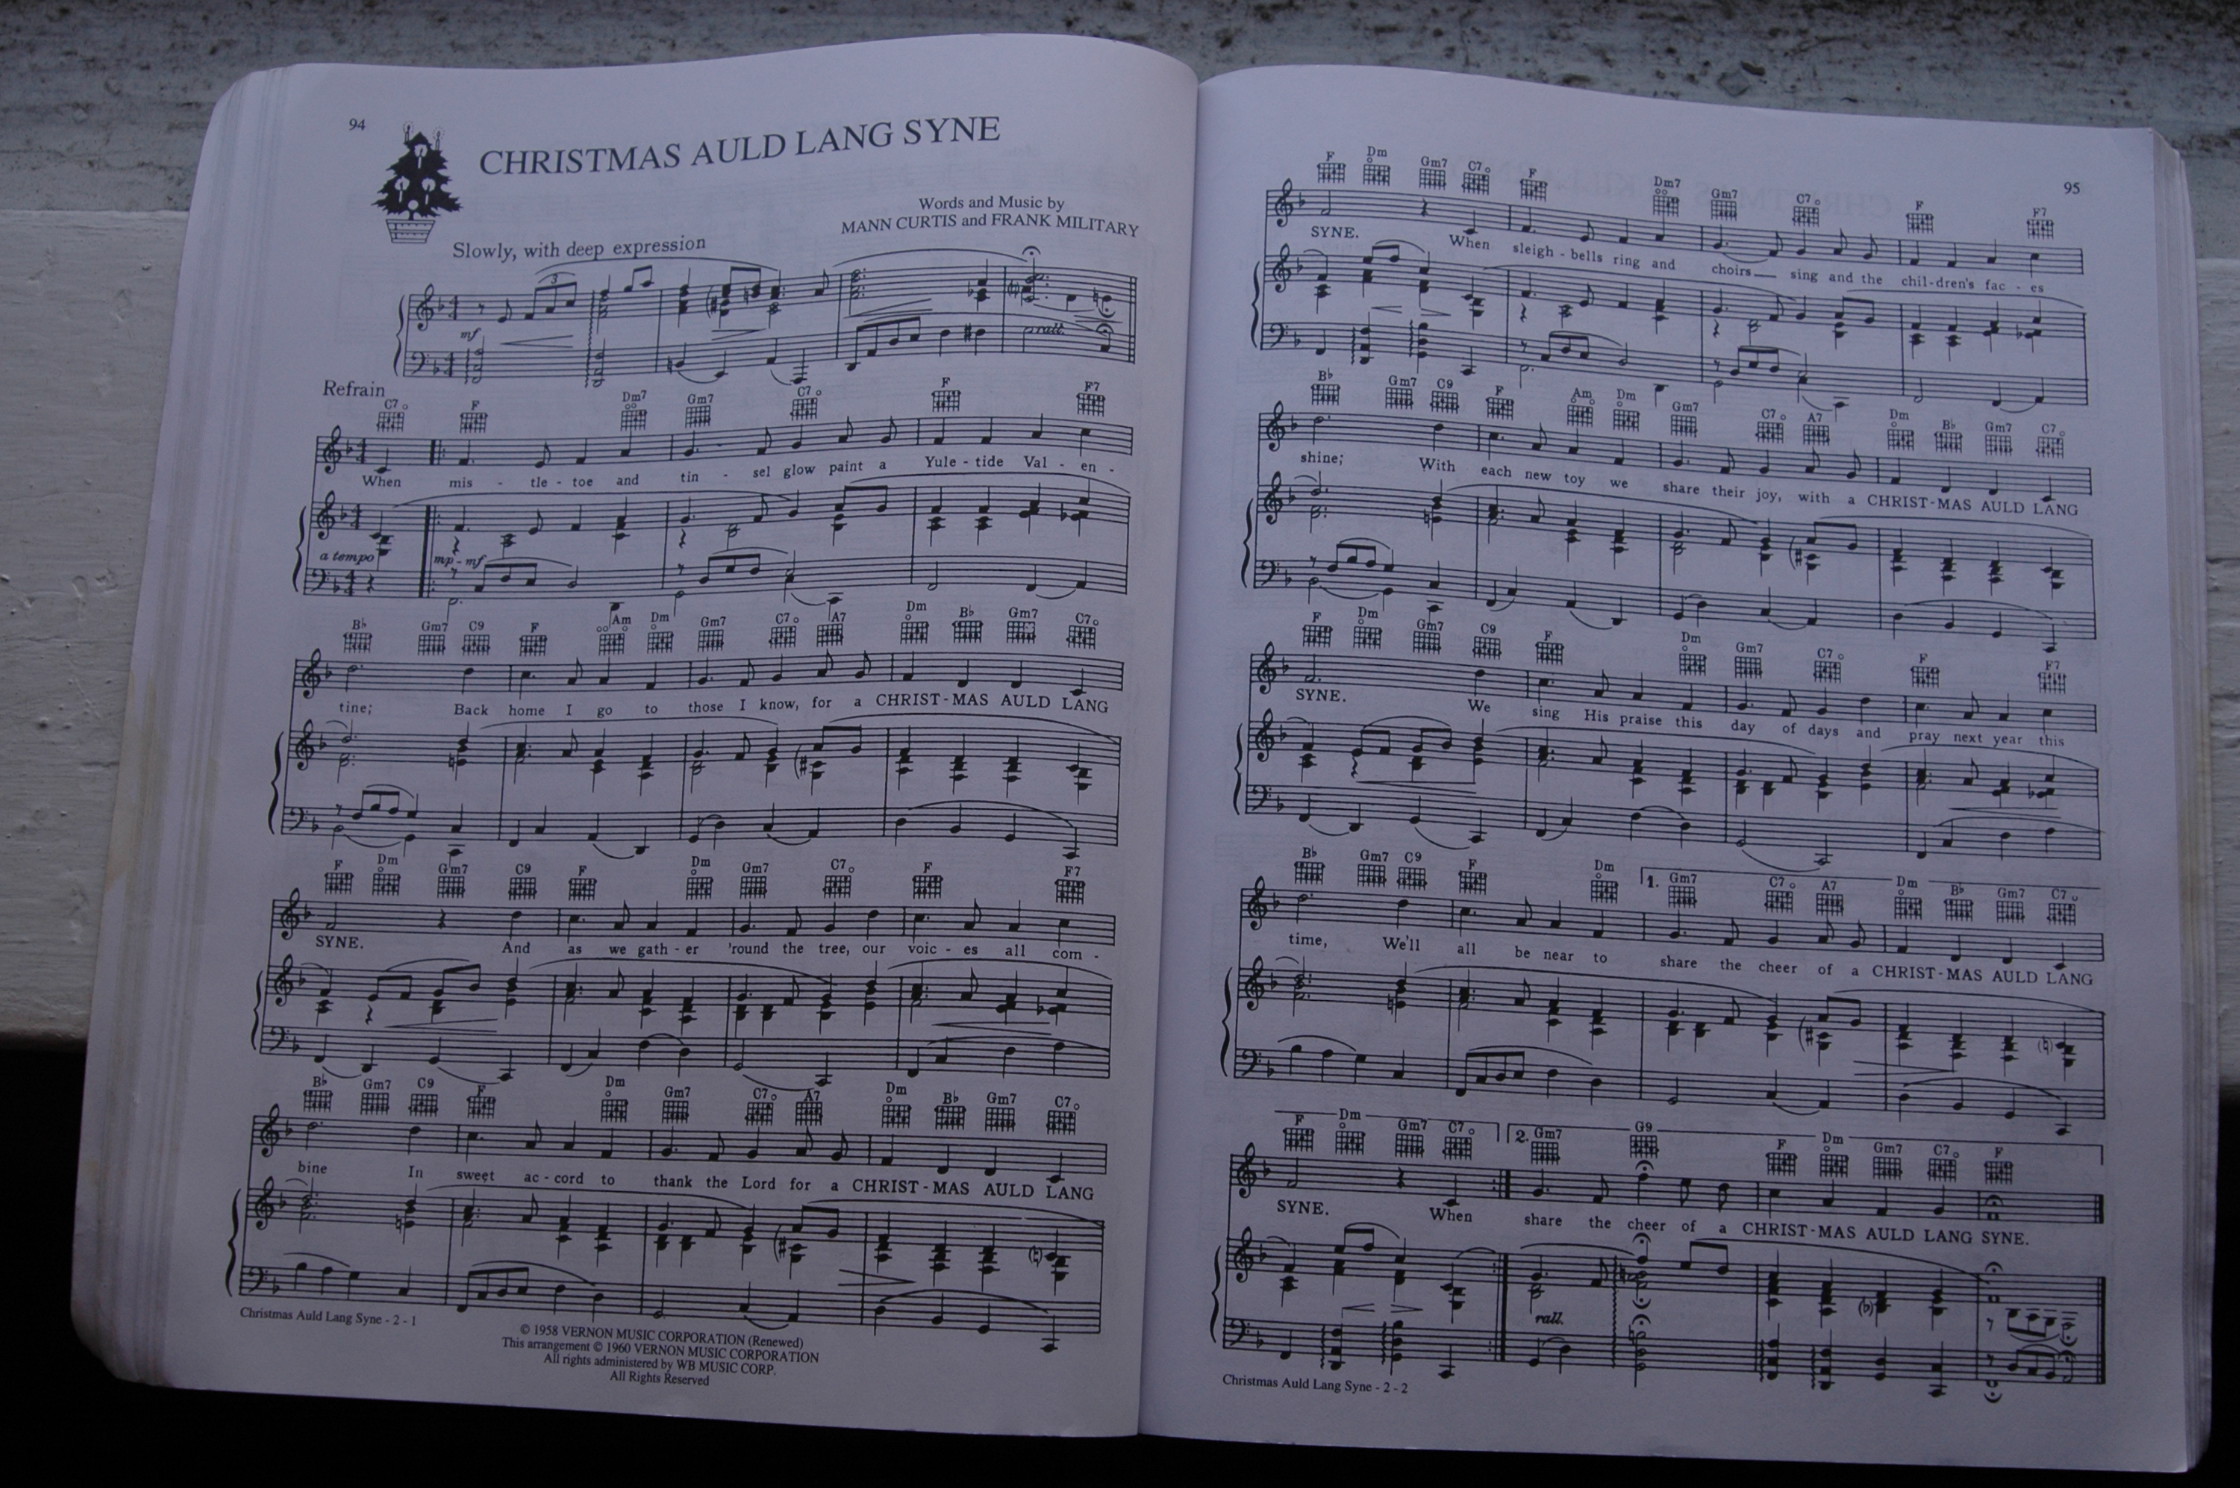 94
CHRISTMAS AULD LANG SYNE
Words and Music by
MANN CURTIS and FRANK MILITARY
Slowly, with deep expression
3
mf
rall.
Refrain
C7 F Dm7 Gm7 C7 F F7
When mis - tle - toe and tin - sel glow paint a Yule - tide Val - en -
a tempo
mp - mf
B♭ Gm7 C9 F Am Dm Gm7 C7 A7 Dm B♭ Gm7 C7
tine; Back home I go to those I know, for a CHRIST - MAS AULD LANG
F Dm Gm7 C9 F Dm Gm7 C7 F F7
SYNE. And as we gath - er 'round the tree, our voic - es all com -
B♭ Gm7 C9 F Dm Gm7 C7 A7 Dm B♭ Gm7 C7
bine In sweet ac - cord to thank the Lord for a CHRIST - MAS AULD LANG
Christmas Auld Lang Syne - 2 - 1
© 1958 VERNON MUSIC CORPORATION (Renewed)
This arrangement © 1960 VERNON MUSIC CORPORATION
All rights administered by WB MUSIC CORP.
All Rights Reserved
95
F Dm Gm7 C7 F Dm7 Gm7 C7 F F7
SYNE. When sleigh - bells ring and choirs sing and the chil - dren's fac - es
B♭ Gm7 C9 F Am Dm Gm7 C7 A7 Dm B♭ Gm7 C7
shine; With each new toy we share their joy, with a CHRIST - MAS AULD LANG
F Dm Gm7 C9 F Dm Gm7 C7 F F7
SYNE. We sing His praise this day of days and pray next year this
B♭ Gm7 C9 F Dm 1. Gm7 C7 A7 Dm B♭ Gm7 C7
time, We'll all be near to share the cheer of a CHRIST - MAS AULD LANG
F Dm Gm7 C7 2. Gm7 G9 F Dm Gm7 C7 F
SYNE. When share the cheer of a CHRIST - MAS AULD LANG SYNE.
rall.
Christmas Auld Lang Syne - 2 - 2